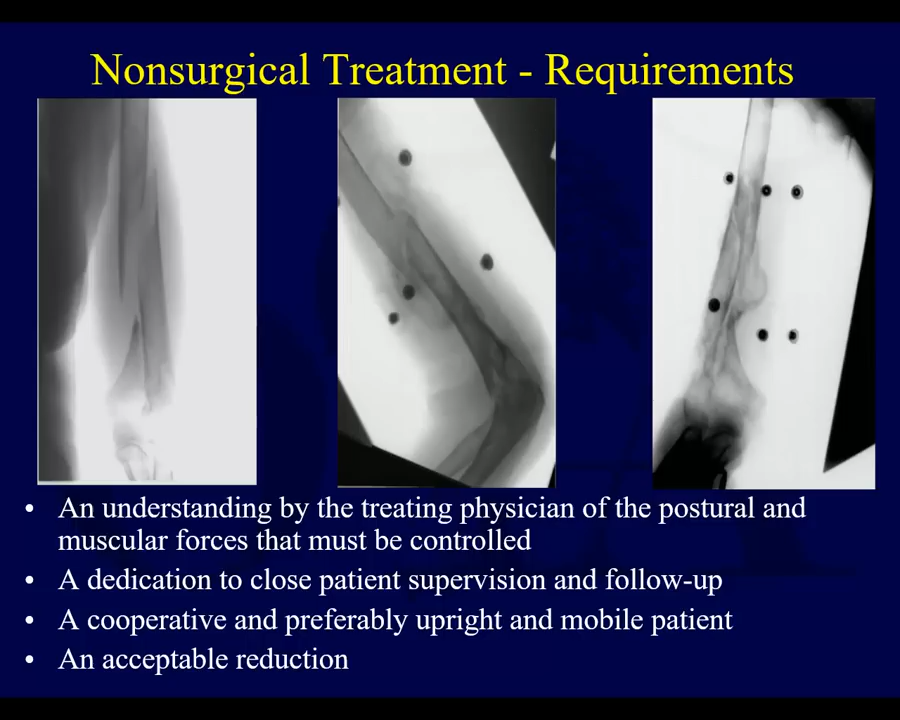 Nonsurgical Treatment - Requirements
• An understanding by the treating physician of the postural and
muscular forces that must be controlled
• A dedication to close patient supervision and follow-up
• A cooperative and preferably upright and mobile patient
• An acceptable reduction